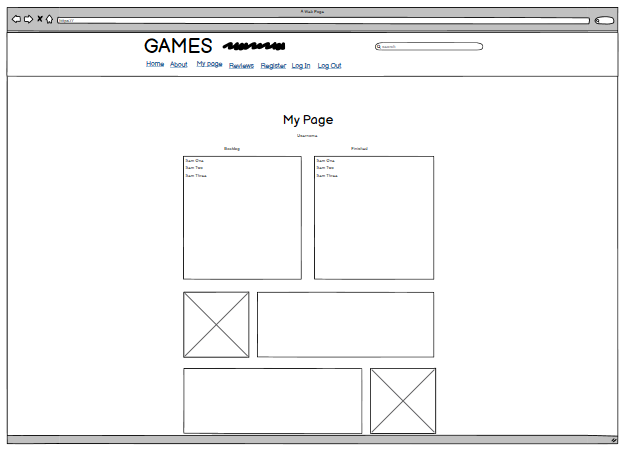 A Web Page
https://
GAMES
search
Home About My page Reviews Register Log In Log Out
My Page
Username
Backlog Finished
Item One Item One
Item Two Item Two
Item Three Item Three